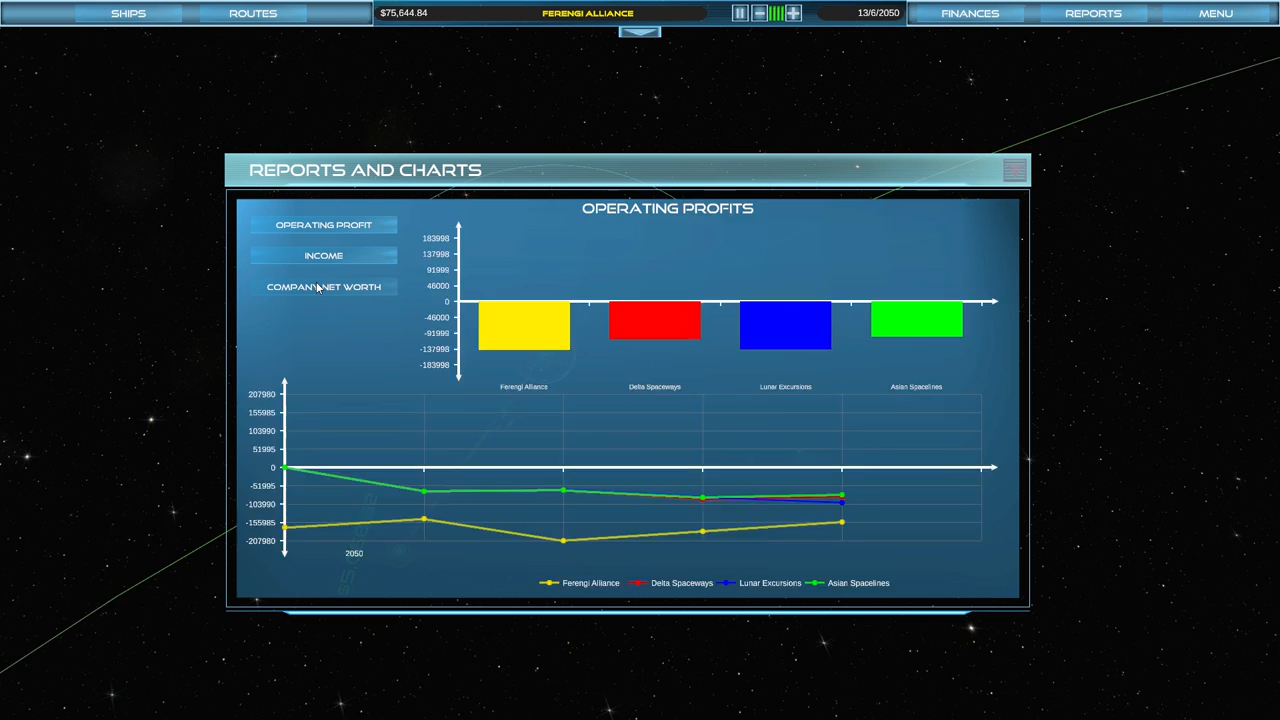 SHIPS ROUTES $75,644.84 FERENGI ALLIANCE 13/6/2050 FINANCES REPORTS MENU
REPORTS AND CHARTS
OPERATING PROFITS
OPERATING PROFIT
INCOME
COMPANY NET WORTH
183998
137998
91999
46000
0
-46000
-91999
-137998
-183998
Ferengi Alliance Delta Spaceways Lunar Excursions Asian Spacelines
207980
155985
103990
51995
0
-51995
-103990
-155985
-207980
2050
Ferengi Alliance Delta Spaceways Lunar Excursions Asian Spacelines